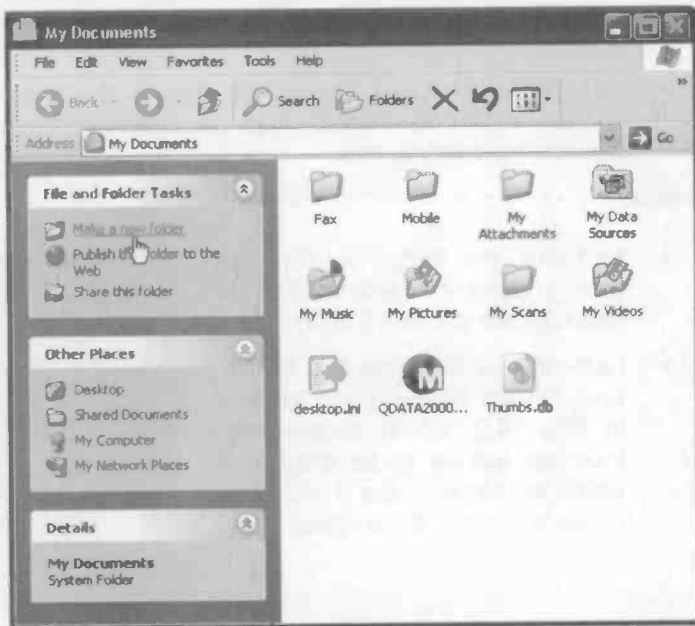 My Documents
File Edit View Favorites Tools Help
Back Search Folders
Address My Documents Go
File and Folder Tasks
Make a new folder
Publish this folder to the
Web
Share this folder
Other Places
Desktop
Shared Documents
My Computer
My Network Places
Details
My Documents
System Folder
Fax Mobile My
Attachments My Data
Sources
My Music My Pictures My Scans My Videos
desktop.ini QDATA2000... Thumbs.db
M